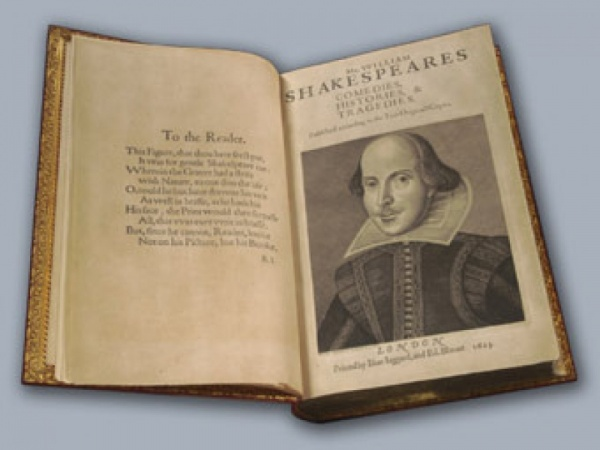 To the Reader.
This Figure, that thou here seest put,
It was for gentle Shakespeare cut;
Wherein the Graver had a strife
with Nature, to out-doo the life:
O, could he but have drawne his wit
As well in brasse, as he hath hit
His face; the Print would then surpasse
All, that was ever writ in brasse.
But, since he cannot, Reader, looke
Not on his Picture, but his Booke.
B.I.
Mr. WILLIAM
SHAKESPEARES
COMEDIES,
HISTORIES, &
TRAGEDIES.
Published according to the True Originall Copies.
LONDON
Printed by Isaac Iaggard, and Ed. Blount. 1623.